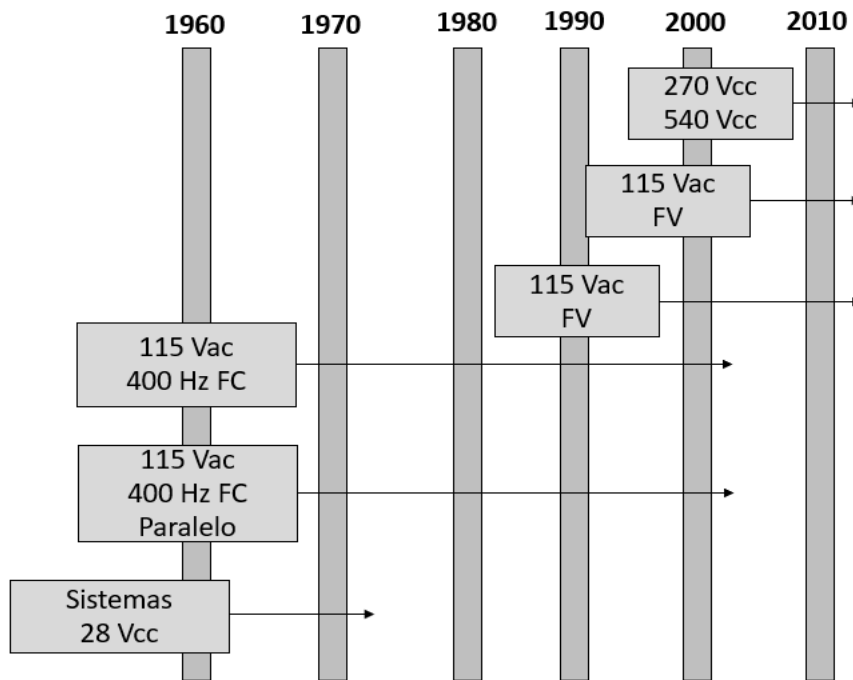 1960 1970 1980 1990 2000 2010
270 Vcc
540 Vcc
115 Vac
FV
115 Vac
FV
115 Vac
400 Hz FC
115 Vac
400 Hz FC
Paralelo
Sistemas
28 Vcc